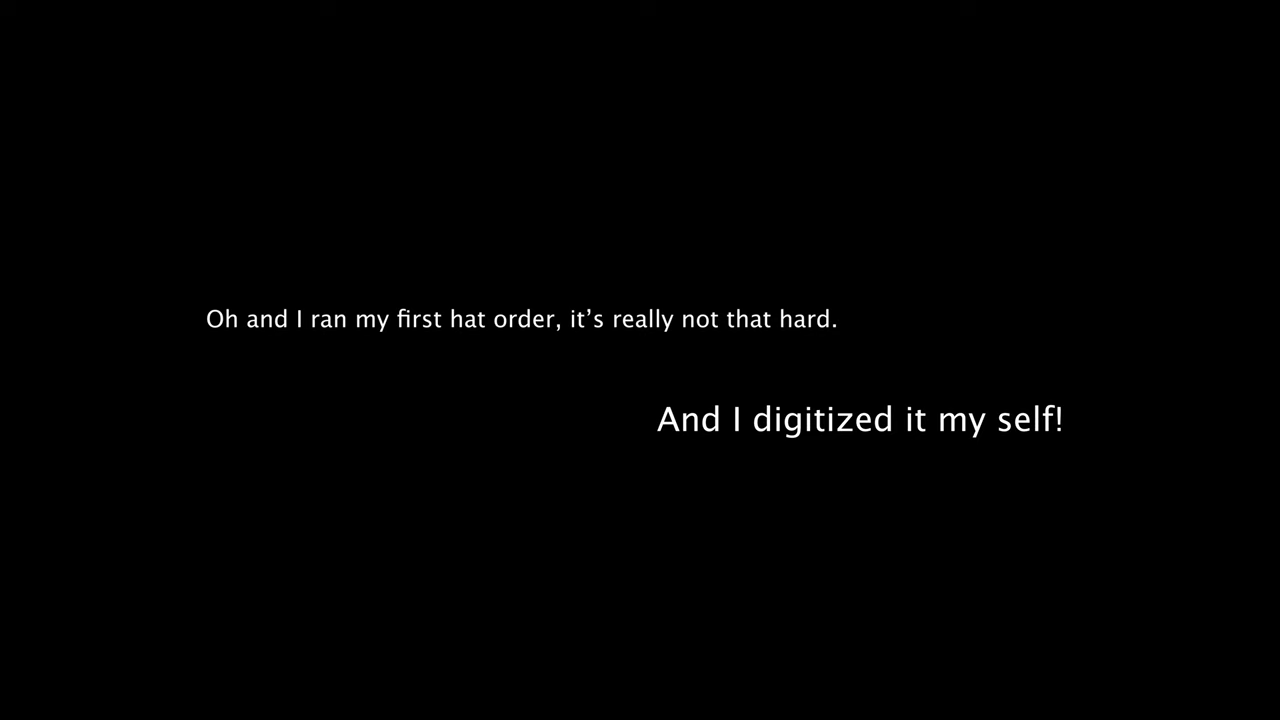 Oh and I ran my first hat order, it’s really not that hard.
And I digitized it my self!